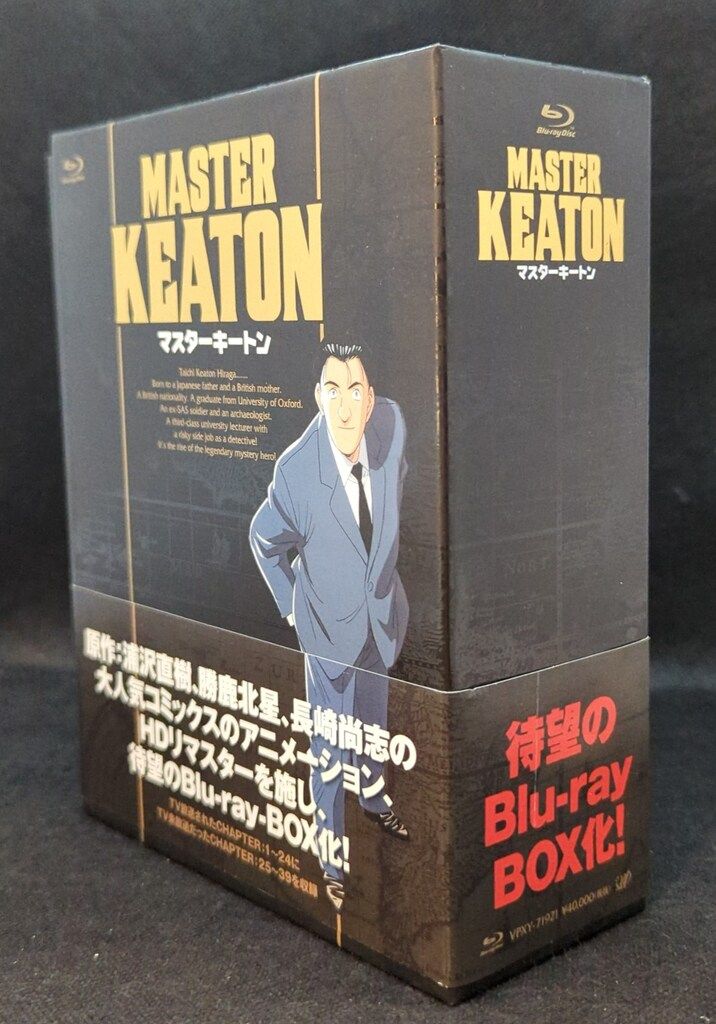 Blu-ray Disc
MASTER
KEATON
マスターキートン
Taichi Keaton Hiraga......
Born to a Japanese father and a British mother.
A British nationality. A graduate from University of Oxford.
An ex-SAS soldier and an archaeologist.
A third-class university lecturer with
a risky side job as a detective!
It's the rise of the legendary mystery hero!
原作:浦沢直樹、勝鹿北星、長崎尚志の
大人気コミックスのアニメーション、
HDリマスターを施し、
待望のBlu-ray-BOX化!
TV放送されたCHAPTER:1〜24に
TV未放送だったCHAPTER:25〜39を収録
Blu-ray Disc
MASTER
KEATON
マスターキートン
待望の
Blu-ray
BOX化!
VPXY-71921 ¥40,000(税抜) vap